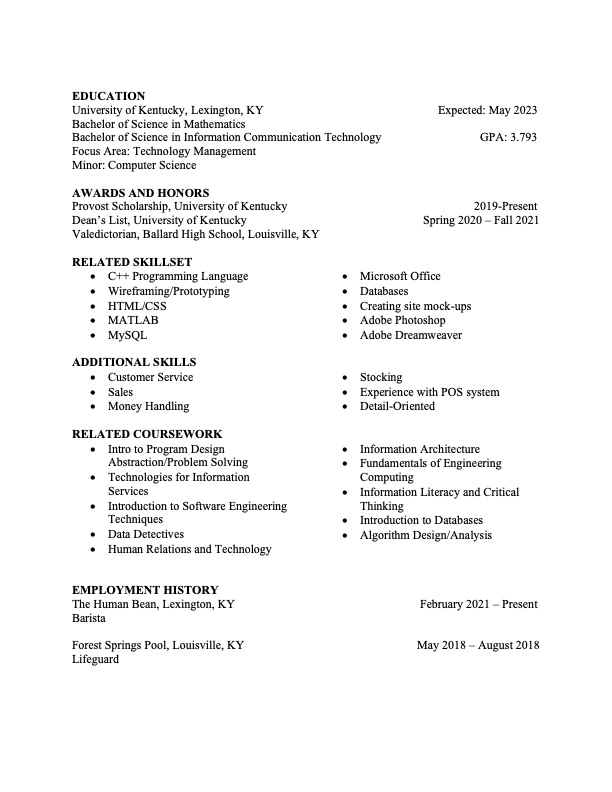 EDUCATION
University of Kentucky, Lexington, KY Expected: May 2023
Bachelor of Science in Mathematics
Bachelor of Science in Information Communication Technology GPA: 3.793
Focus Area: Technology Management
Minor: Computer Science
AWARDS AND HONORS
Provost Scholarship, University of Kentucky 2019-Present
Dean’s List, University of Kentucky Spring 2020 – Fall 2021
Valedictorian, Ballard High School, Louisville, KY
RELATED SKILLSET
• C++ Programming Language
• Wireframing/Prototyping
• HTML/CSS
• MATLAB
• MySQL
• Microsoft Office
• Databases
• Creating site mock-ups
• Adobe Photoshop
• Adobe Dreamweaver
ADDITIONAL SKILLS
• Customer Service
• Sales
• Money Handling
• Stocking
• Experience with POS system
• Detail-Oriented
RELATED COURSEWORK
• Intro to Program Design
Abstraction/Problem Solving
• Technologies for Information
Services
• Introduction to Software Engineering
Techniques
• Data Detectives
• Human Relations and Technology
• Information Architecture
• Fundamentals of Engineering
Computing
• Information Literacy and Critical
Thinking
• Introduction to Databases
• Algorithm Design/Analysis
EMPLOYMENT HISTORY
The Human Bean, Lexington, KY February 2021 – Present
Barista
Forest Springs Pool, Louisville, KY May 2018 – August 2018
Lifeguard